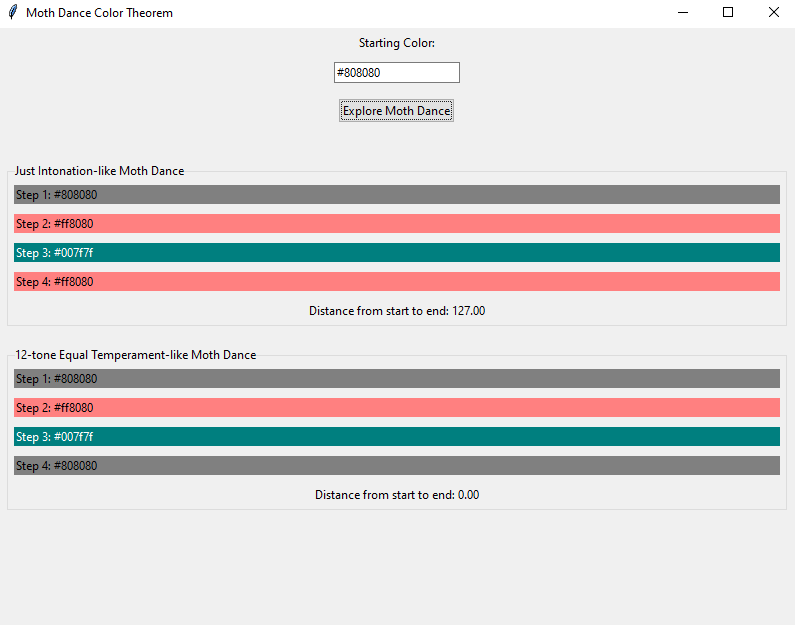 Moth Dance Color Theorem
Starting Color:
#808080
Explore Moth Dance
Just Intonation-like Moth Dance
Step 1: #808080
Step 2: #ff8080
Step 3: #007f7f
Step 4: #ff8080
Distance from start to end: 127.00
12-tone Equal Temperament-like Moth Dance
Step 1: #808080
Step 2: #ff8080
Step 3: #007f7f
Step 4: #808080
Distance from start to end: 0.00